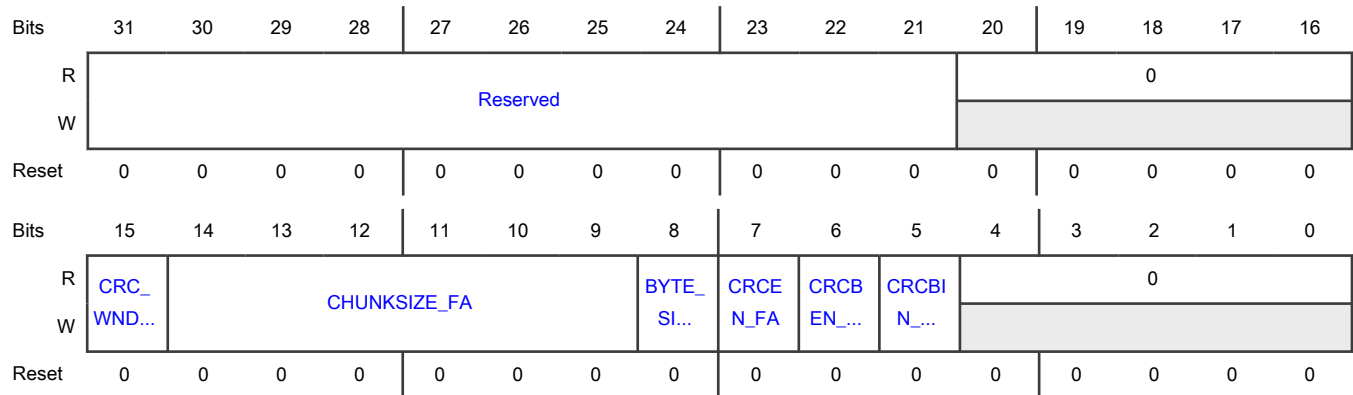 Bits 31 30 29 28 27 26 25 24 23 22 21 20 19 18 17 16
R 0
Reserved
W
Reset 0 0 0 0 0 0 0 0 0 0 0 0 0 0 0 0
Bits 15 14 13 12 11 10 9 8 7 6 5 4 3 2 1 0
R CRC_ BYTE_ CRCE CRCB CRCBI 0
CHUNKSIZE_FA
W WND... SI... N_FA EN_... N_...
Reset 0 0 0 0 0 0 0 0 0 0 0 0 0 0 0 0